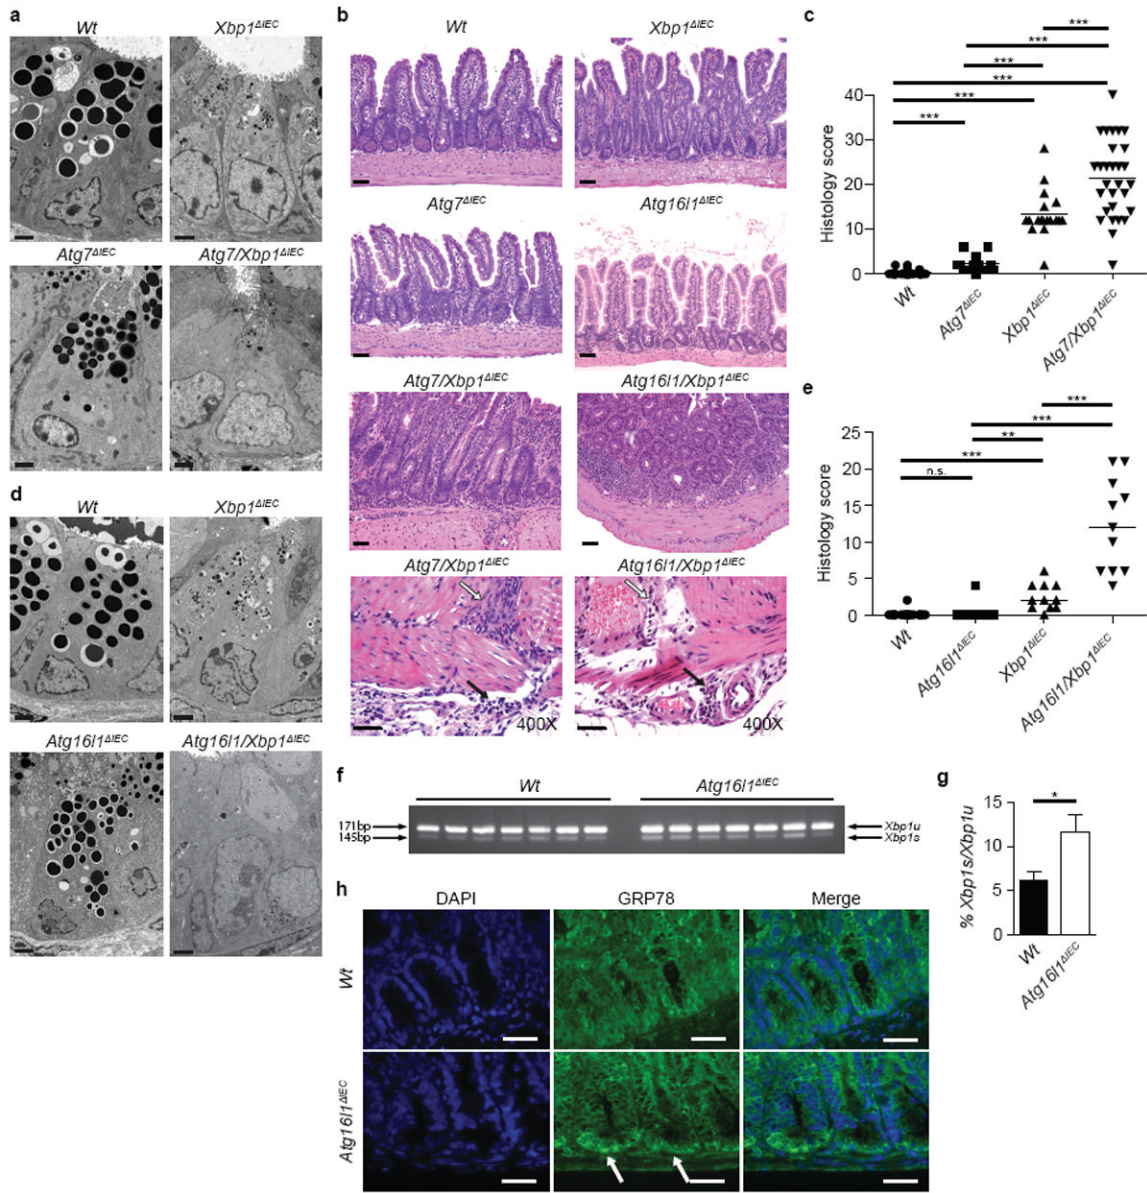 a
Wt
Xbp1ΔIEC
Atg7ΔIEC
Atg7/Xbp1ΔIEC
b
Wt
Xbp1ΔIEC
Atg7ΔIEC
Atg16l1ΔIEC
Atg7/Xbp1ΔIEC
Atg16l1/Xbp1ΔIEC
Atg7/Xbp1ΔIEC
Atg16l1/Xbp1ΔIEC
400X
400X
c
***
***
***
***
***
***
Histology score
40
30
20
10
0
Wt
Atg7ΔIEC
Xbp1ΔIEC
Atg7/Xbp1ΔIEC
d
Wt
Xbp1ΔIEC
Atg16l1ΔIEC
Atg16l1/Xbp1ΔIEC
e
***
***
**
***
n.s.
Histology score
25
20
15
10
5
0
Wt
Atg16l1ΔIEC
Xbp1ΔIEC
Atg16l1/Xbp1ΔIEC
f
Wt
Atg16l1ΔIEC
171bp
145bp
Xbp1u
Xbp1s
g
*
% Xbp1s/Xbp1u
15
10
5
0
Wt
Atg16l1ΔIEC
h
DAPI
GRP78
Merge
Wt
Atg16l1ΔIEC